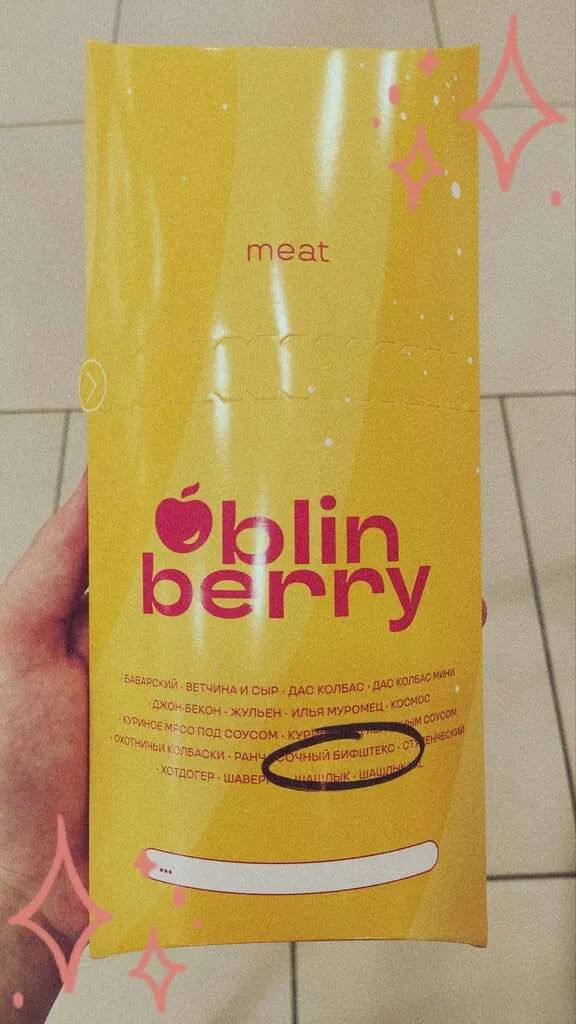 meat
blin
berry
· БАВАРСКИЙ · ВЕТЧИНА И СЫР · ДАС КОЛБАС · ДАС КОЛБАС МИНИ
· ДЖОН-БЕКОН · ЖУЛЬЕН · ИЛЬЯ МУРОМЕЦ · КОСМОС
· КУРИНОЕ МЯСО ПОД СОУСОМ · СОУСОМ
· ОХОТНИЧЬИ КОЛБАСКИ · СОЧНЫЙ БИФШТЕКС · СТУДЕНЧЕСКИЙ
· ХОТДОГЕР · ШАШЛЫК ·